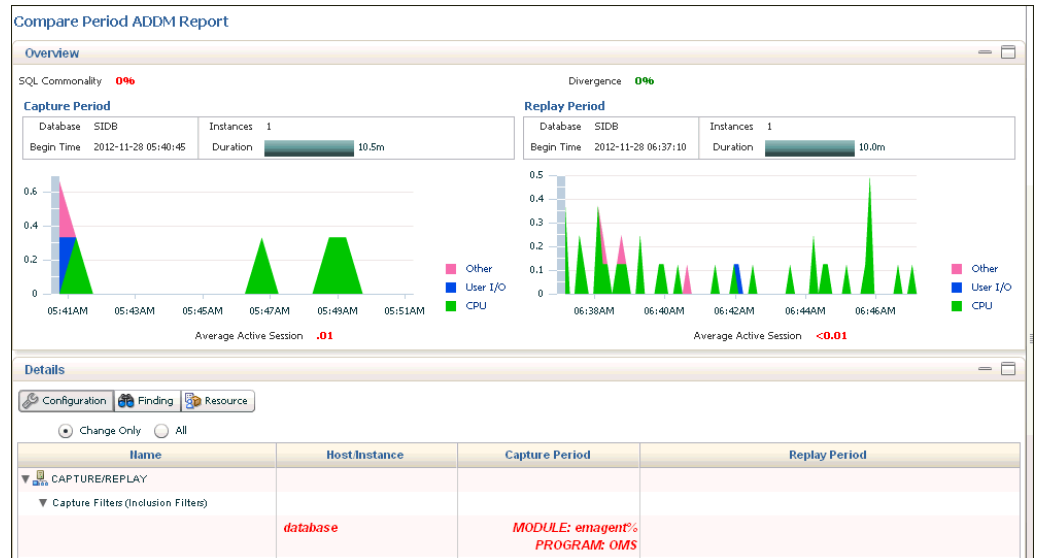 Compare Period ADDM Report
Overview
SQL Commonality 0%
Divergence 0%
Capture Period
Database SIDB Instances 1
Begin Time 2012-11-28 05:40:45 Duration 10.5m
Replay Period
Database SIDB Instances 1
Begin Time 2012-11-28 06:37:10 Duration 10.0m
0.6
0.4
0.2
0
05:41AM 05:43AM 05:45AM 05:47AM 05:49AM 05:51AM
Other
User I/O
CPU
Average Active Session .01
0.5
0.4
0.3
0.2
0.1
0
06:38AM 06:40AM 06:42AM 06:44AM 06:46AM
Other
User I/O
CPU
Average Active Session <0.01
Details
Configuration Finding Resource
Change Only All
Name Host/Instance Capture Period Replay Period
CAPTURE/REPLAY
Capture Filters (Inclusion Filters)
database MODULE: emagent%
PROGRAM: OMS